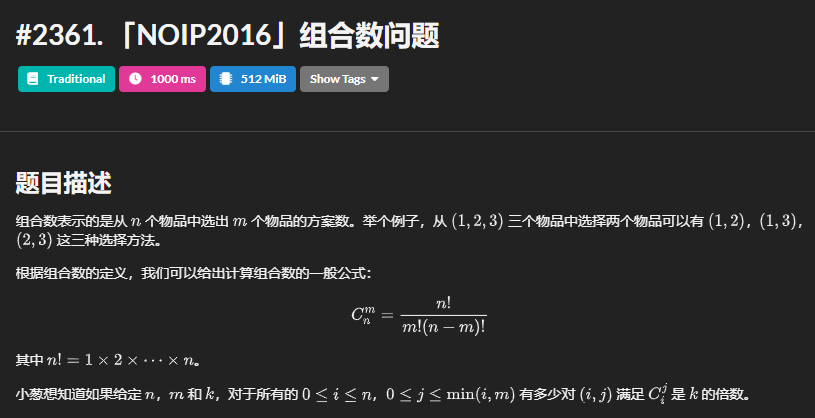 #2361. 「NOIP2016」组合数问题
Traditional 1000 ms 512 MiB Show Tags
题目描述
组合数表示的是从 n 个物品中选出 m 个物品的方案数。举个例子，从 (1, 2, 3) 三个物品中选择两个物品可以有 (1, 2)，(1, 3)，
(2, 3) 这三种选择方法。
根据组合数的定义，我们可以给出计算组合数的一般公式：
$C_n^m = \frac{n!}{m!(n-m)!}$
其中 n! = 1 × 2 × ⋯ × n。
小葱想知道如果给定 n，m 和 k，对于所有的 0 ≤ i ≤ n，0 ≤ j ≤ min(i, m) 有多少对 (i, j) 满足 $C_i^j$ 是 k 的倍数。